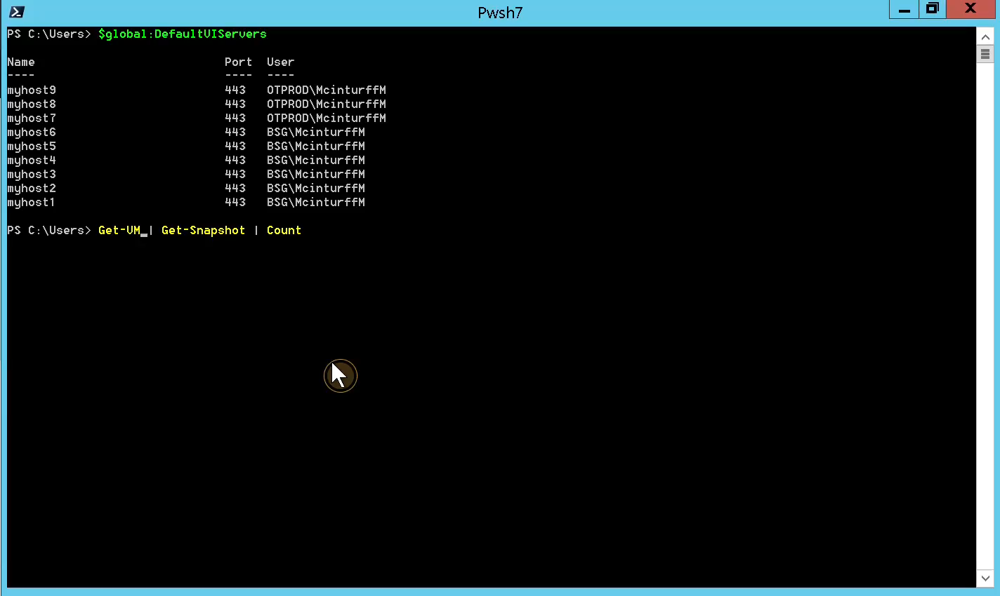 Pwsh7
PS C:\Users> $global:DefaultVIServers
Name Port User
---- ---- ----
myhost9 443 OTPROD\McinturffM
myhost8 443 OTPROD\McinturffM
myhost7 443 OTPROD\McinturffM
myhost6 443 BSG\McinturffM
myhost5 443 BSG\McinturffM
myhost4 443 BSG\McinturffM
myhost3 443 BSG\McinturffM
myhost2 443 BSG\McinturffM
myhost1 443 BSG\McinturffM
PS C:\Users> Get-VM | Get-Snapshot | Count